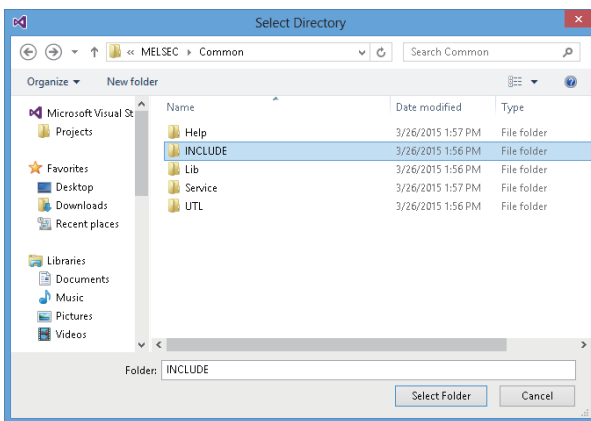 Select Directory
« MELSEC ▸ Common
Search Common
Organize ▾ New folder
Name Date modified Type
Microsoft Visual St
Projects
Favorites
Desktop
Downloads
Recent places
Libraries
Documents
Music
Pictures
Videos
Help 3/26/2015 1:57 PM File folder
INCLUDE 3/26/2015 1:56 PM File folder
Lib 3/26/2015 1:56 PM File folder
Service 3/26/2015 1:57 PM File folder
UTL 3/26/2015 1:56 PM File folder
Folder: INCLUDE
Select Folder Cancel